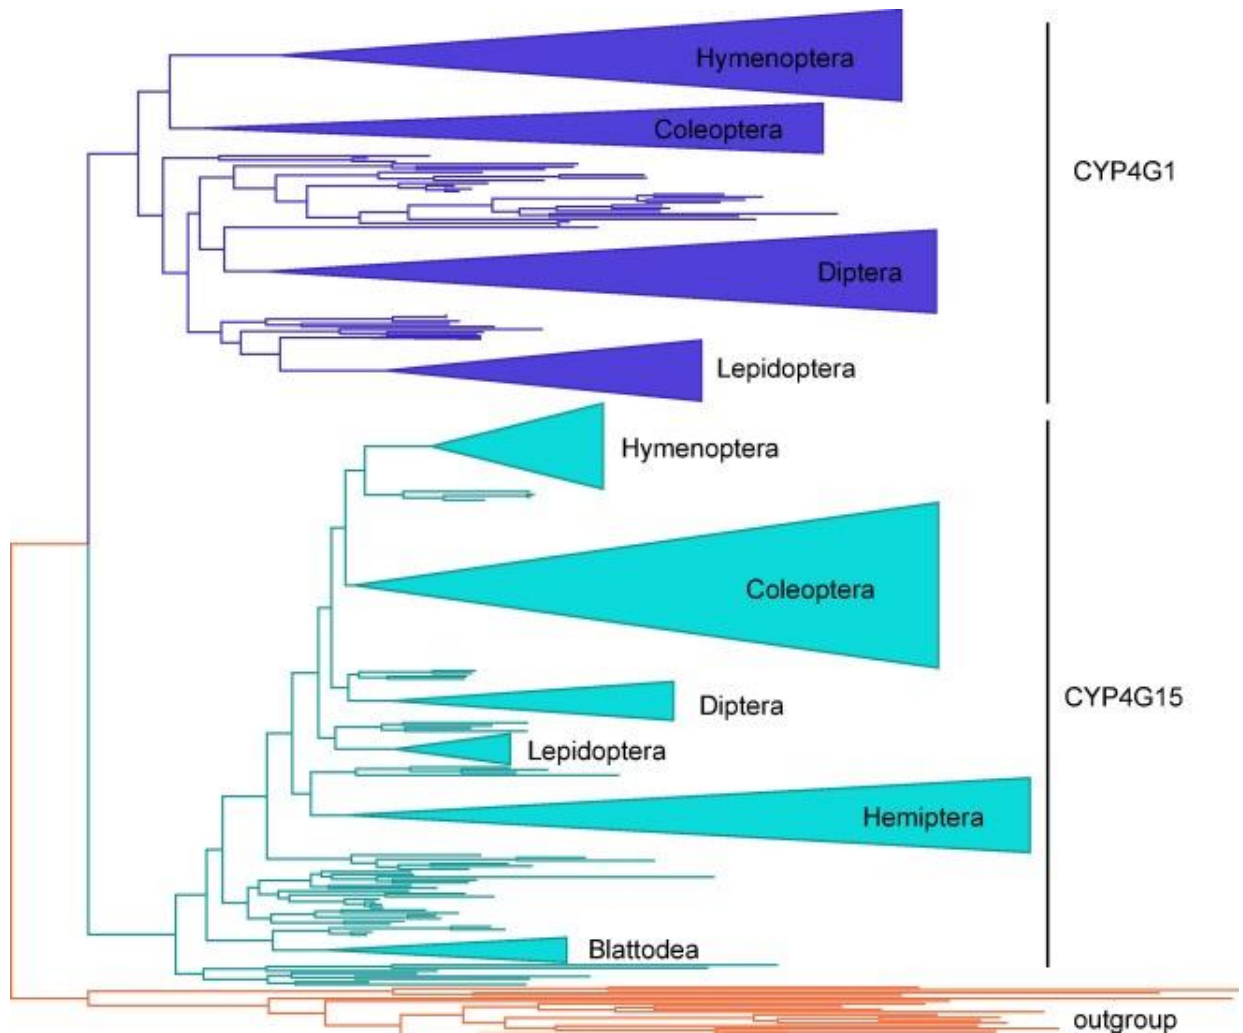 Hymenoptera
Coleoptera
CYP4G1
Diptera
Lepidoptera
Hymenoptera
Coleoptera
CYP4G15
Diptera
Lepidoptera
Hemiptera
Blattodea
outgroup